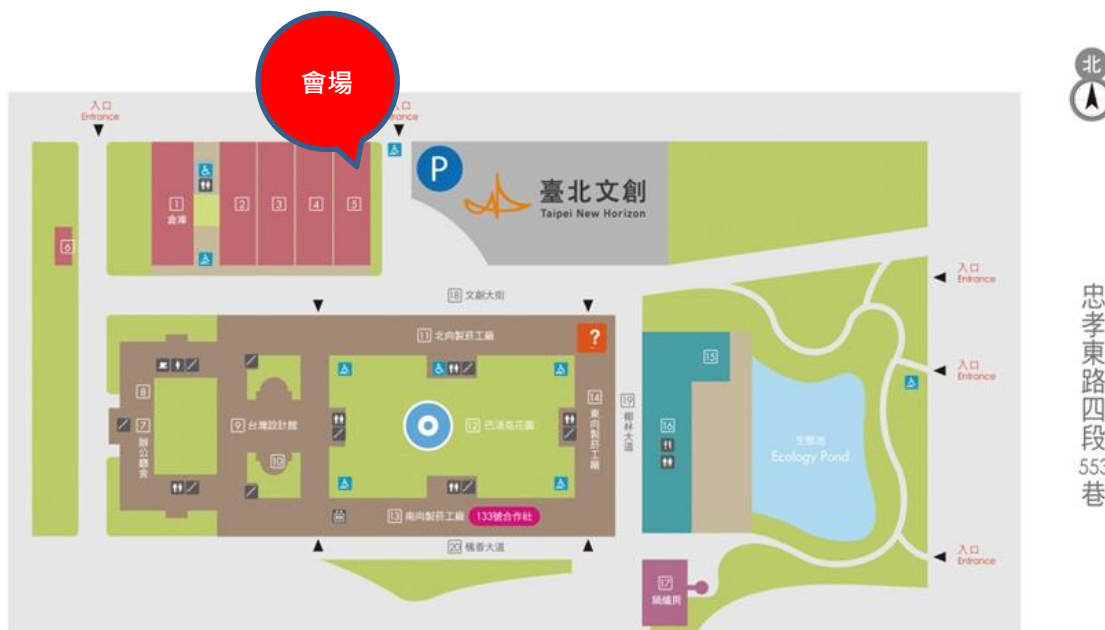 會場
北
入口
Entrance
入口
rance
P
臺北文創
Taipei New Horizon
1
倉庫
2
3
4
5
6
入口
Entrance
18 文創大街
11 北向製菸工廠
?
15
8
7
辦公廳舍
9 台灣設計館
10
12 巴洛克花園
14
東向製菸工廠
19
椰林大道
16
生態池
Ecology Pond
入口
Entrance
忠孝東路四段
553
巷
13 南向製菸工廠
133號合作社
20 楓香大道
入口
Entrance
17
鍋爐房